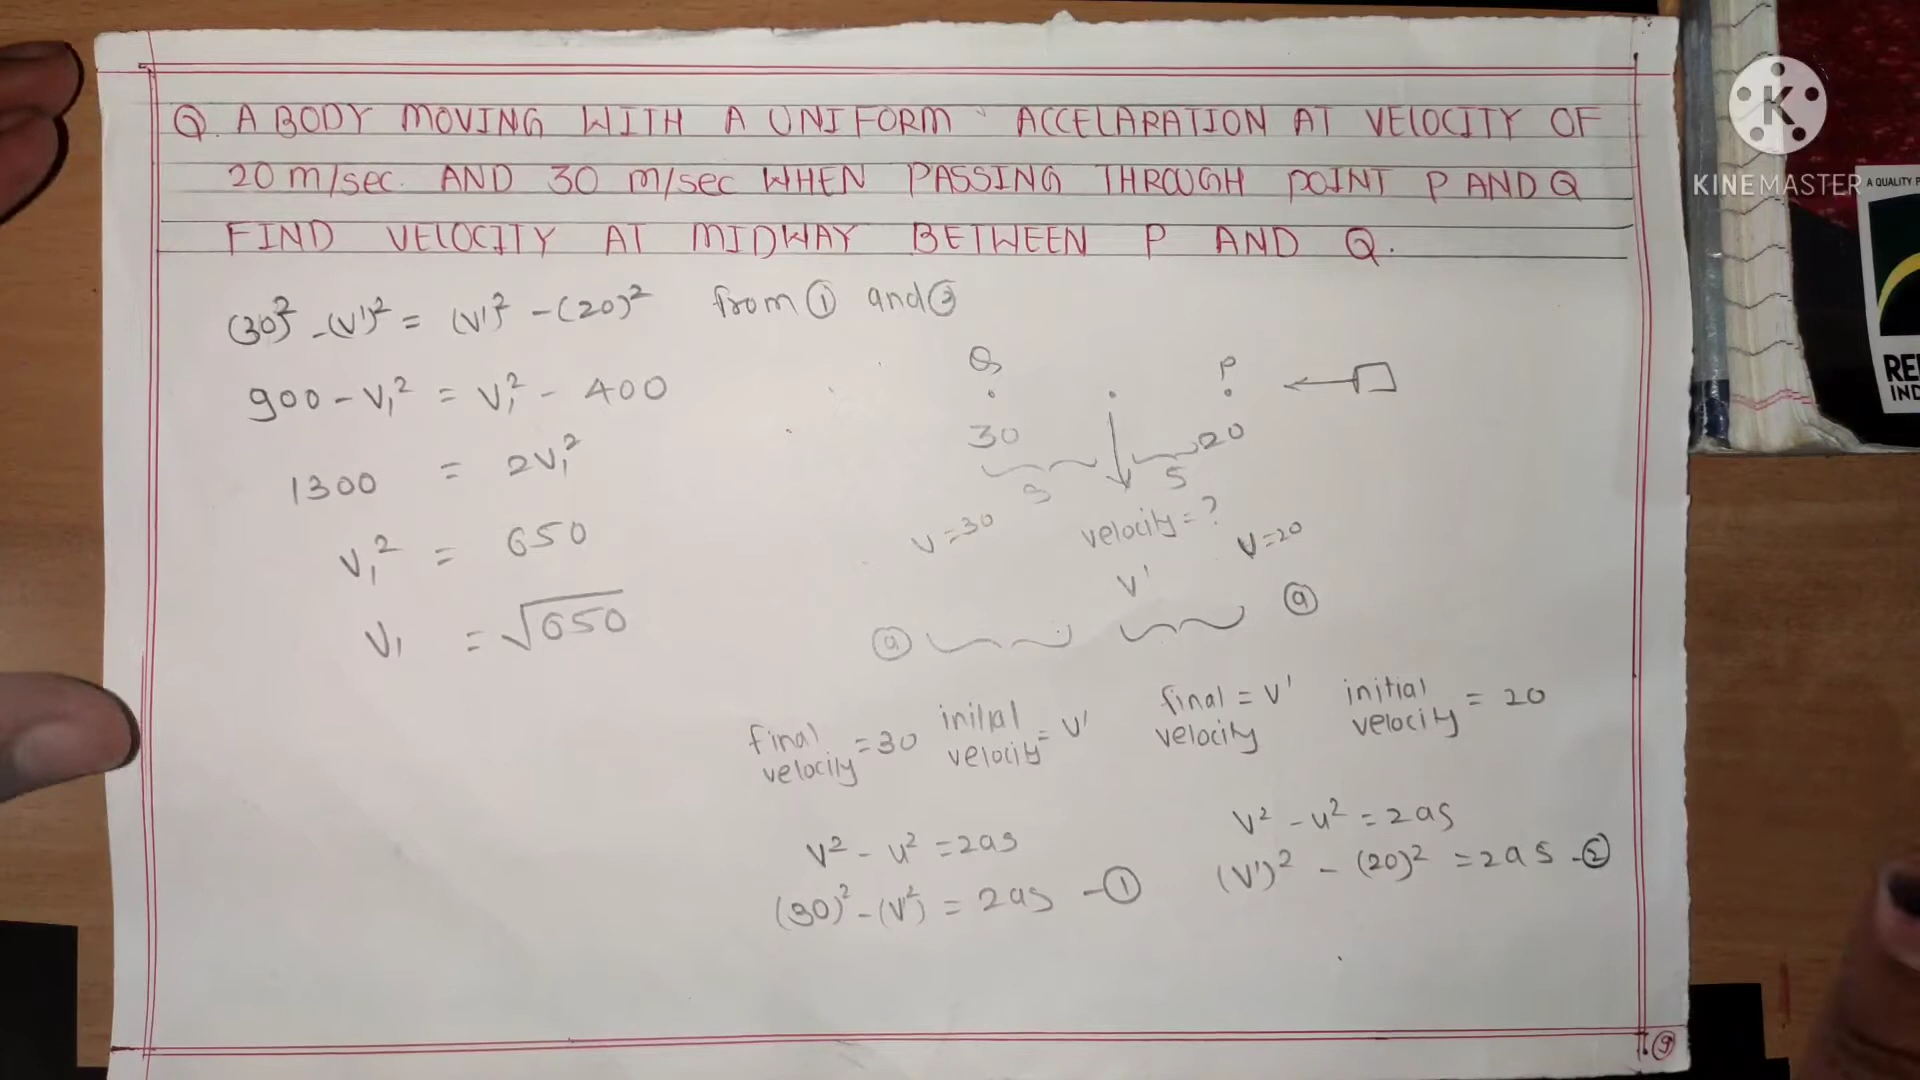 Q. A BODY MOVING WITH A UNIFORM ACCELARATION AT VELOCITY OF
20 m/sec. AND 30 m/sec WHEN PASSING THROUGH POINT P AND Q
FIND VELOCITY AT MIDWAY BETWEEN P AND Q.
(30)² - (v')² = (v')² - (20)² from ① and ②
900 - v₁² = v₁² - 400
1300 = 2v₁²
v₁² = 650
v₁ = √650
Q P
30 20
S S
v=30 velocity=? v=20
v'
ⓐ ⓐ
final velocity = 30 initial velocity = v' final velocity = v' initial velocity = 20
v² - u² = 2as v² - u² = 2as
(30)² - (v'²) = 2as -① (v')² - (20)² = 2as -②
9
K
KINEMASTER
A QUALITY P
RE
IND